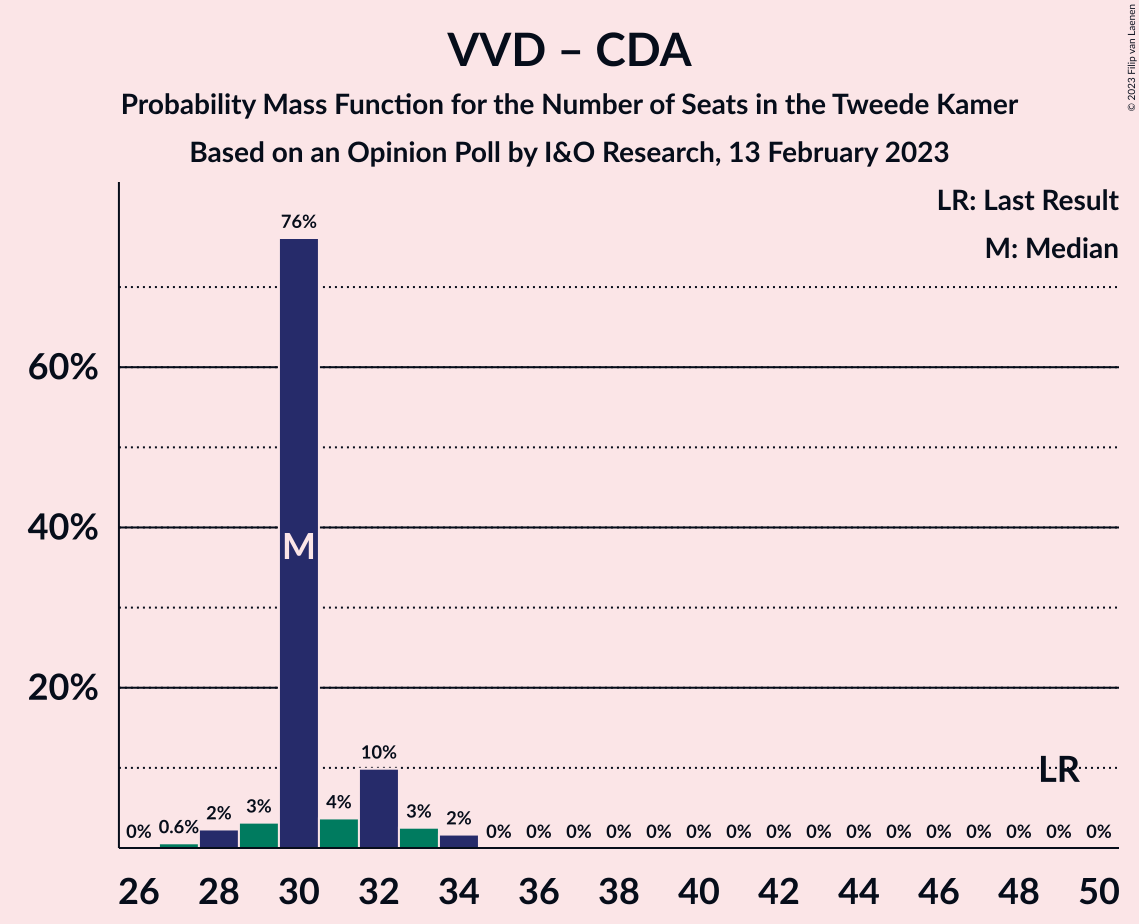 VVD – CDA
Probability Mass Function for the Number of Seats in the Tweede Kamer
Based on an Opinion Poll by I&O Research, 13 February 2023
© 2023 Filip van Laenen
LR: Last Result
M: Median
76%
60%
40%
M
20%
10%
LR
0% 0.6% 2% 3% 4% 3% 2% 0% 0% 0% 0% 0% 0% 0% 0% 0% 0% 0% 0% 0% 0% 0% 0%
26 28 30 32 34 36 38 40 42 44 46 48 50